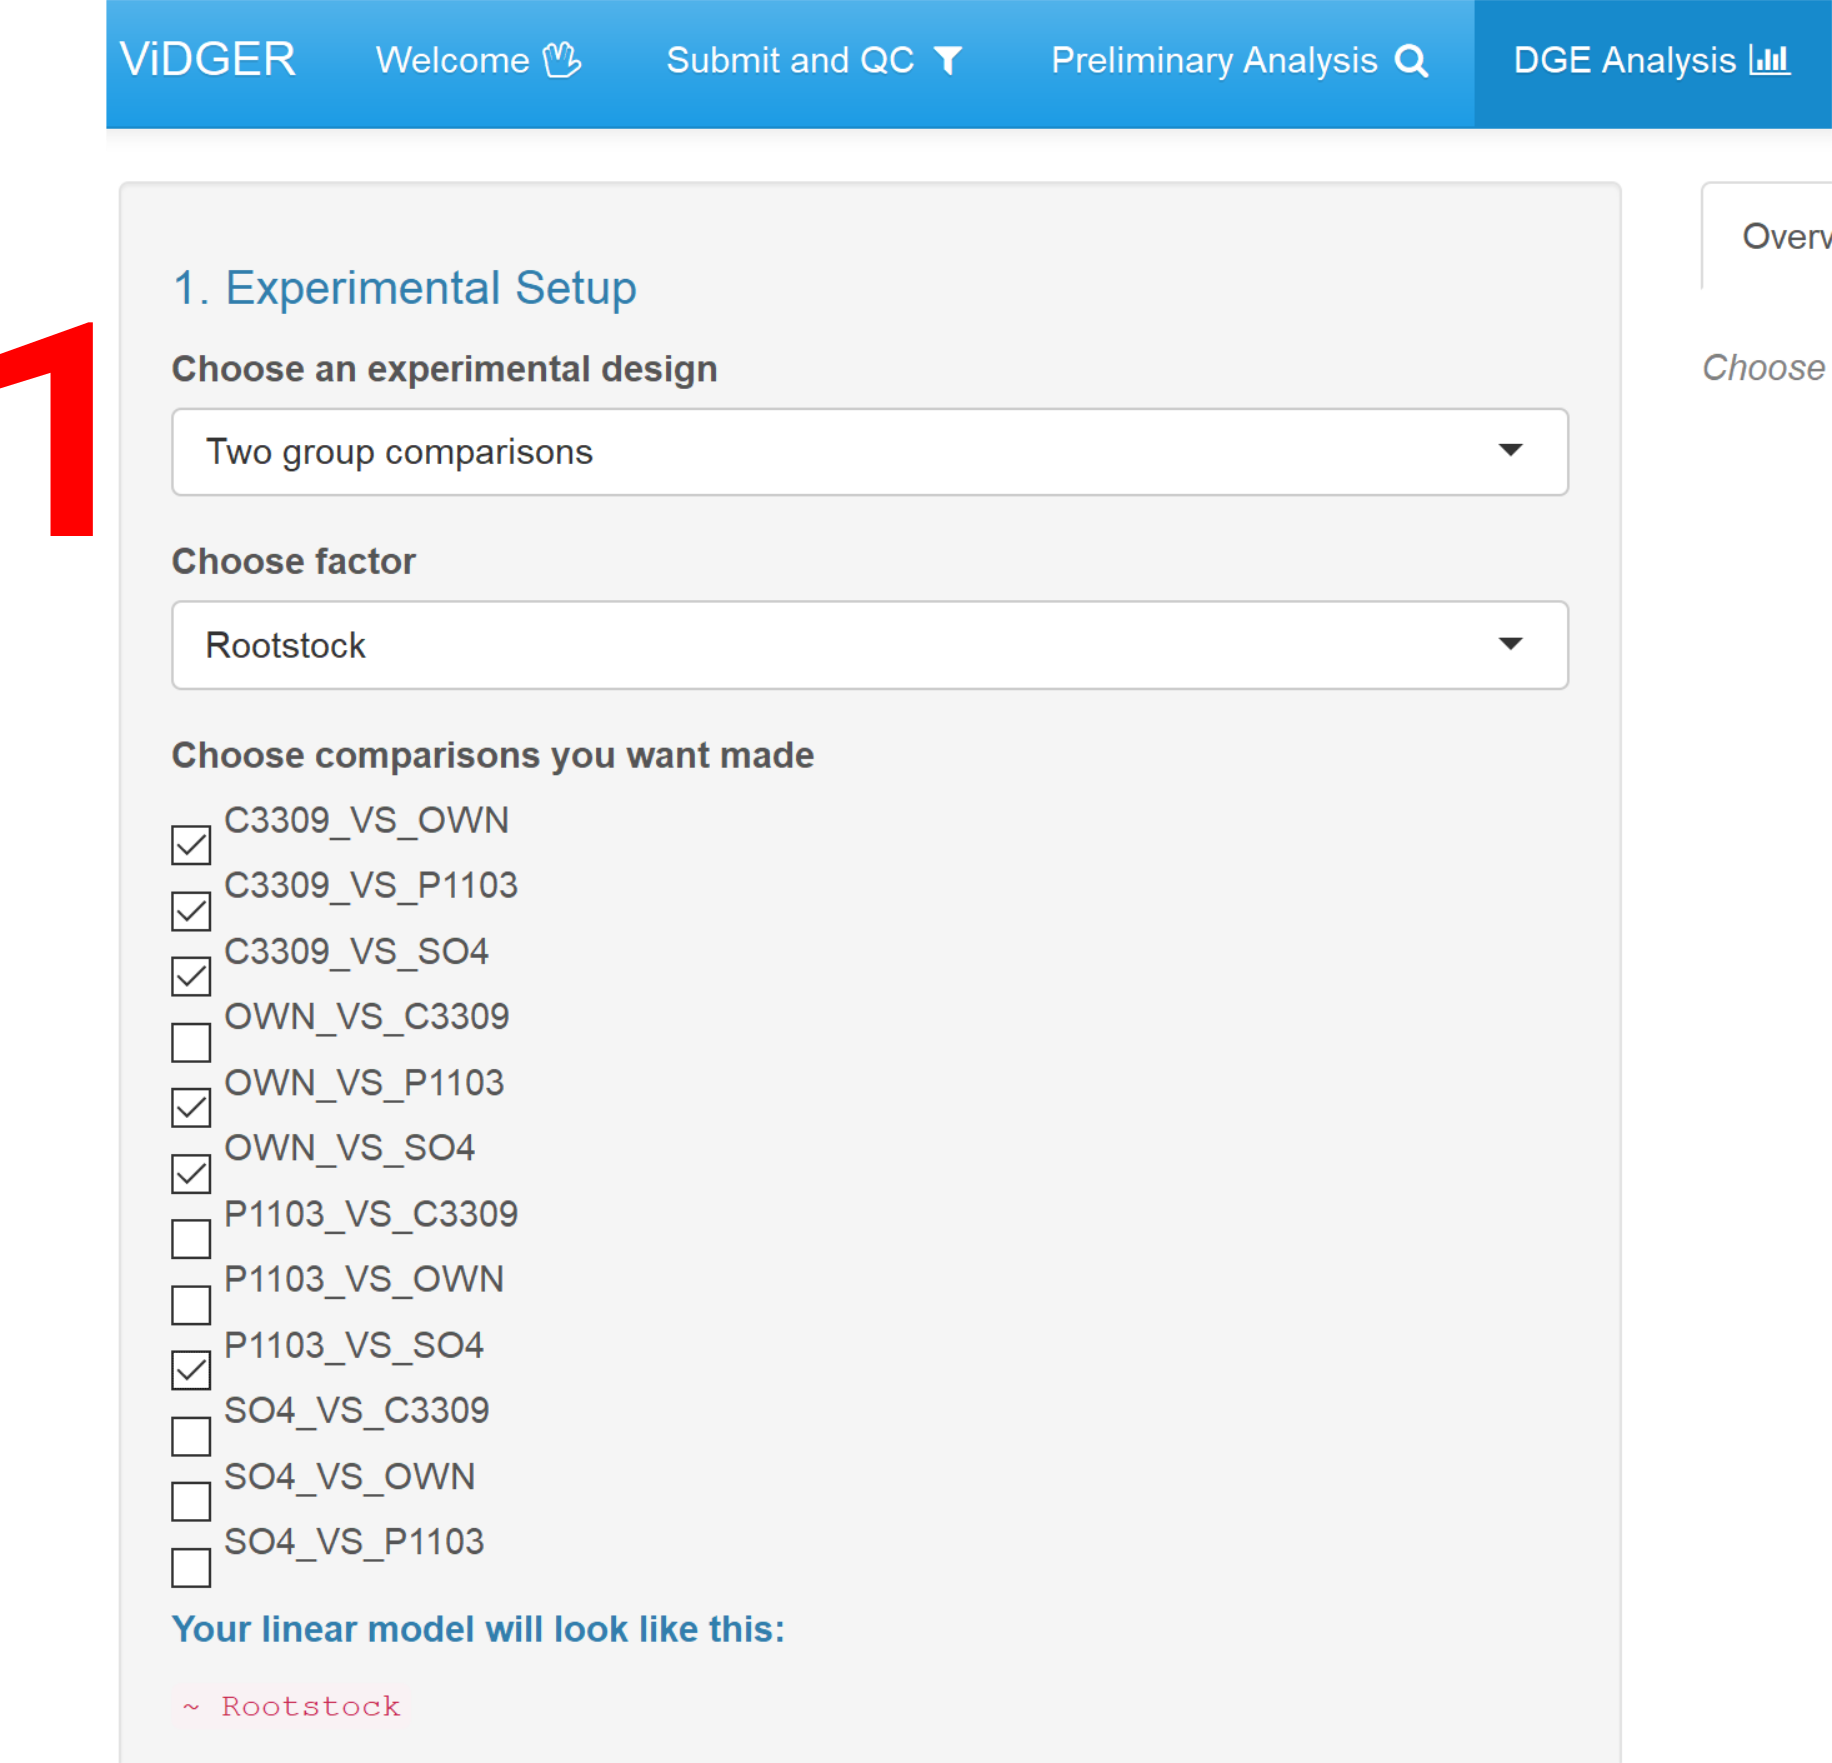 ViDGER Welcome Submit and QC Preliminary Analysis DGE Analysis
1
1. Experimental Setup
Choose an experimental design
Two group comparisons
Choose factor
Rootstock
Choose comparisons you want made
C3309_VS_OWN
C3309_VS_P1103
C3309_VS_SO4
OWN_VS_C3309
OWN_VS_P1103
OWN_VS_SO4
P1103_VS_C3309
P1103_VS_OWN
P1103_VS_SO4
SO4_VS_C3309
SO4_VS_OWN
SO4_VS_P1103
Your linear model will look like this:
~ Rootstock
Choose